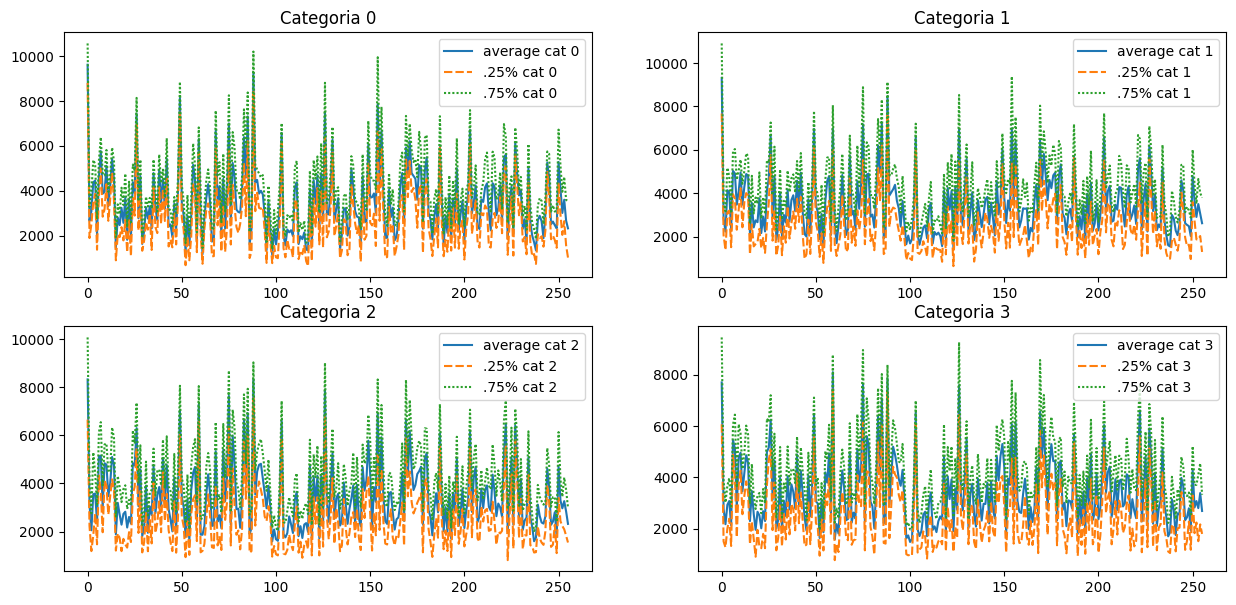 Categoria 0
average cat 0
.25% cat 0
.75% cat 0
10000
8000
6000
4000
2000
0 50 100 150 200 250
Categoria 1
average cat 1
.25% cat 1
.75% cat 1
10000
8000
6000
4000
2000
0 50 100 150 200 250
Categoria 2
average cat 2
.25% cat 2
.75% cat 2
10000
8000
6000
4000
2000
0 50 100 150 200 250
Categoria 3
average cat 3
.25% cat 3
.75% cat 3
8000
6000
4000
2000
0 50 100 150 200 250